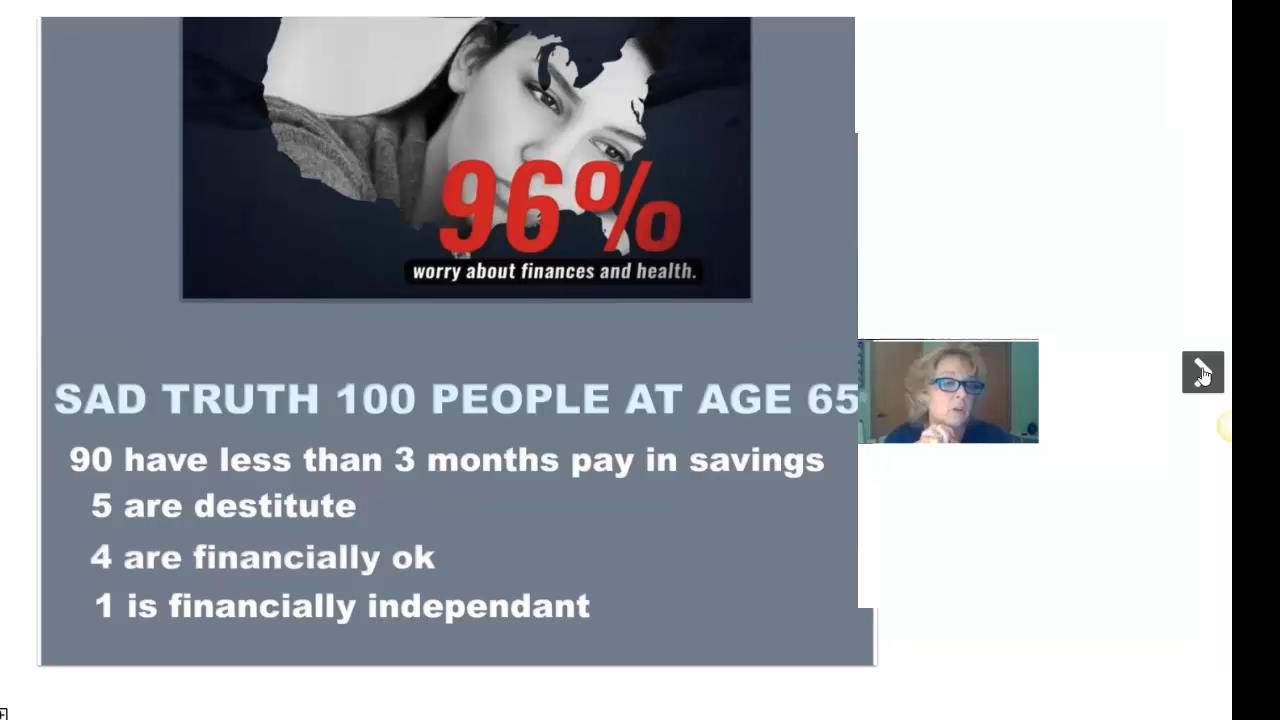 96%
worry about finances and health.
SAD TRUTH 100 PEOPLE AT AGE 65
90 have less than 3 months pay in savings
5 are destitute
4 are financially ok
1 is financially independant